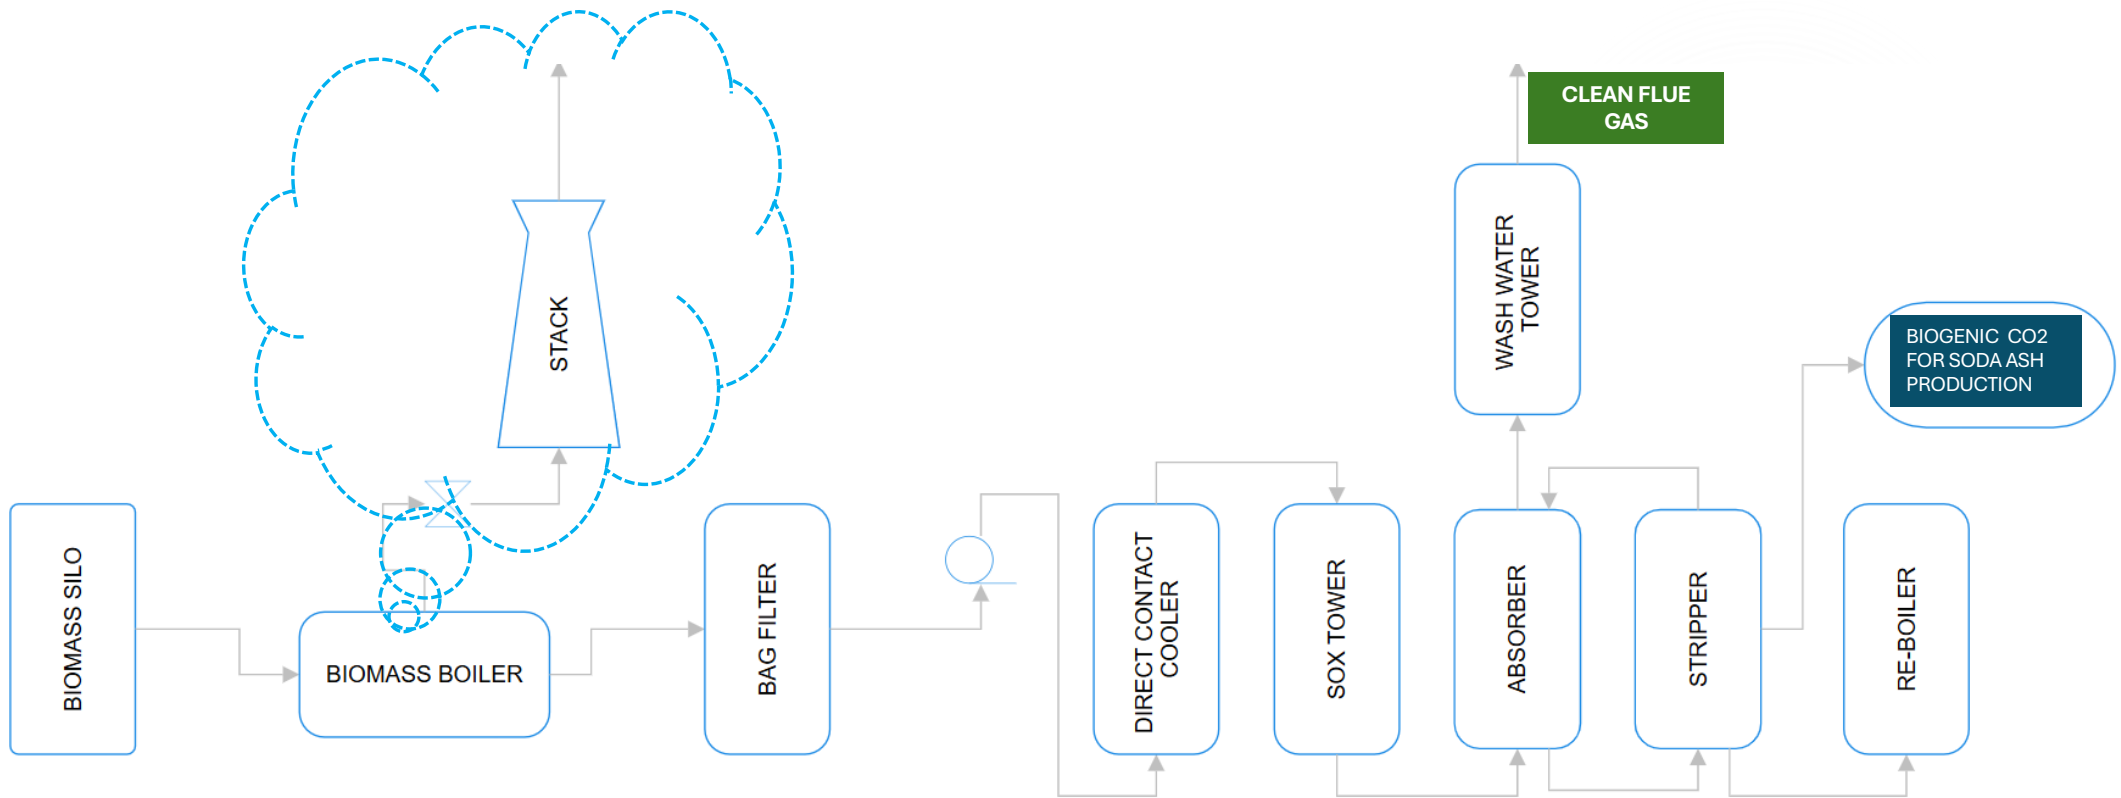 CLEAN FLUE
GAS
STACK
WASH WATER
TOWER
BIOGENIC CO2
FOR SODA ASH
PRODUCTION
BIOMASS SILO
BIOMASS BOILER
BAG FILTER
DIRECT CONTACT
COOLER
SOX TOWER
ABSORBER
STRIPPER
RE-BOILER